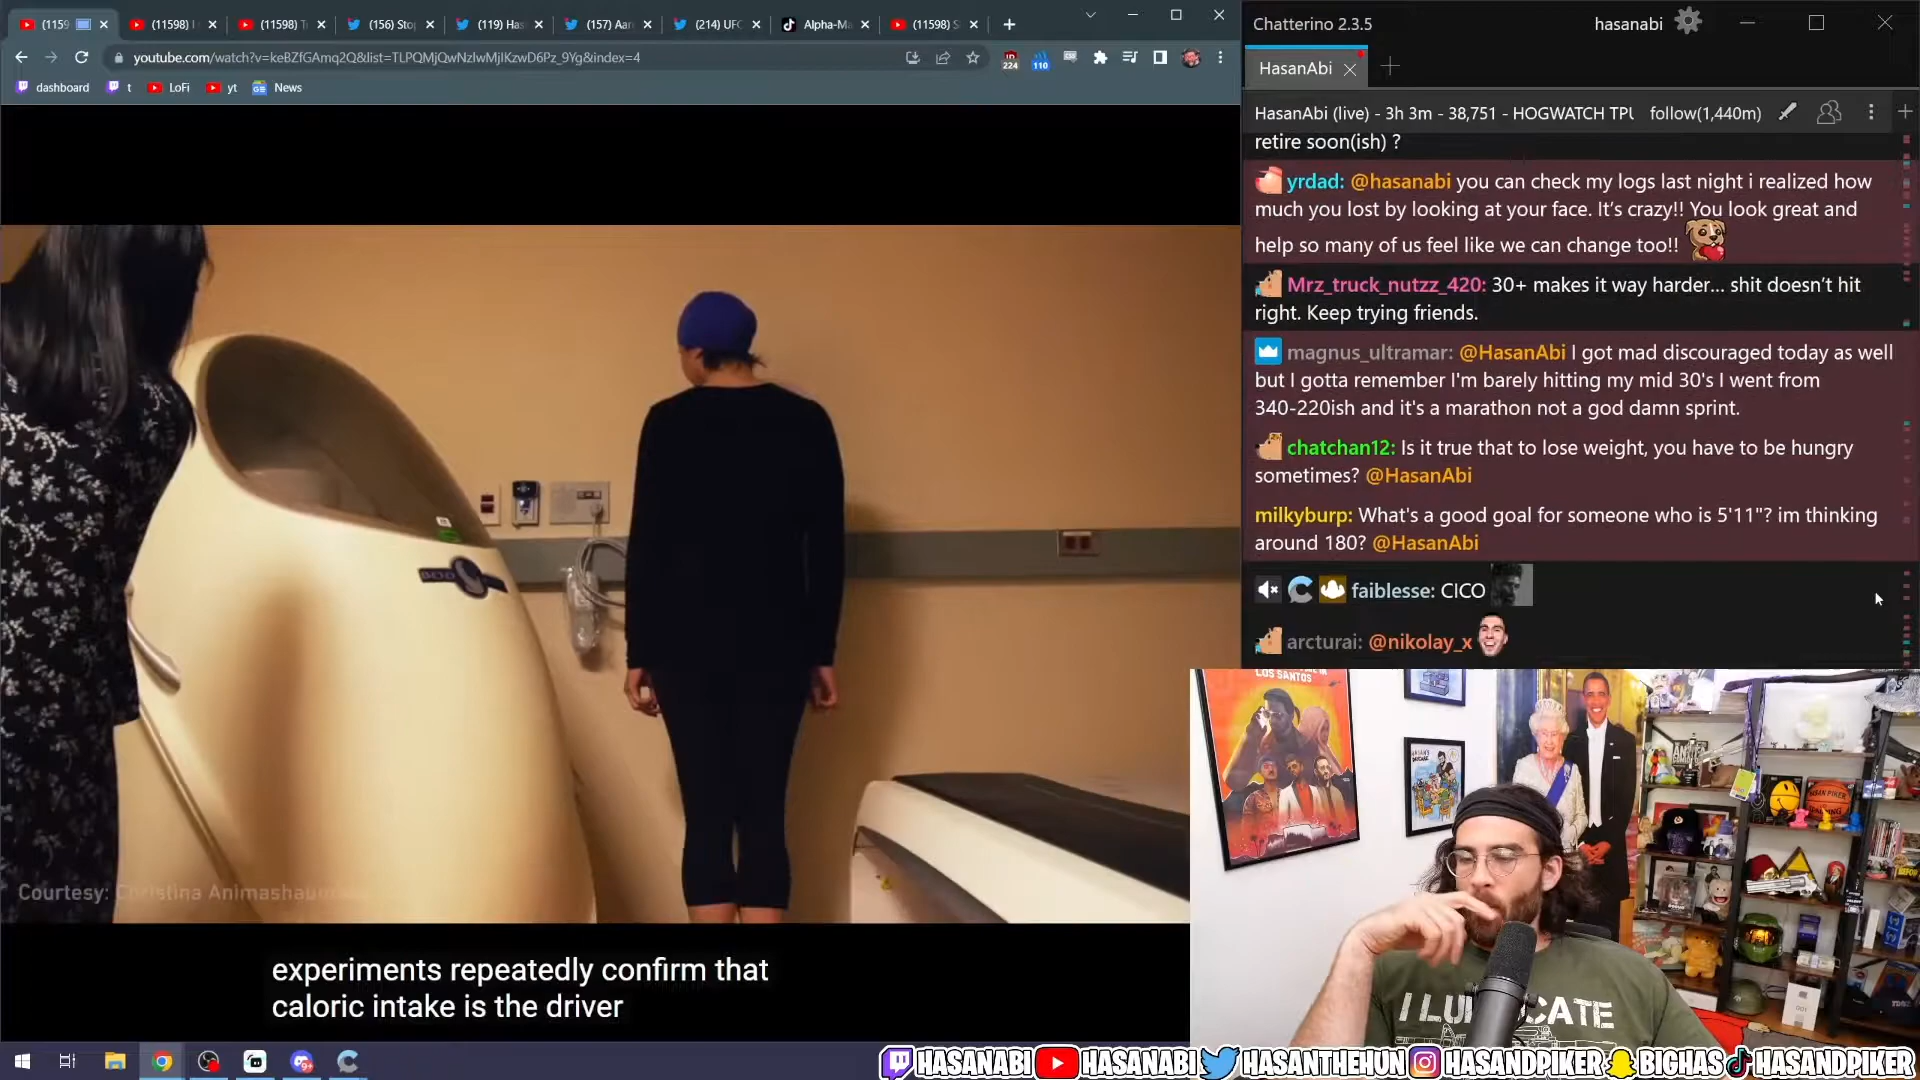 (1159
(11598) I
(11598) T
(156) Sto
(119) Has
(157) Aar
(214) UFC
Alpha-Ma
(11598) S
youtube.com/watch?v=keBZfGAmq2Q&list=TLPQMjQwNzIwMjIKzwD6Pz_9Yg&index=4
224
110
dashboard
t
LoFi
yt
News
Courtesy: Christina Animashaun
experiments repeatedly confirm that
caloric intake is the driver
Chatterino 2.3.5
hasanabi
HasanAbi
HasanAbi (live) - 3h 3m - 38,751 - HOGWATCH TPU
follow(1,440m)
retire soon(ish) ?
yrdad: @hasanabi you can check my logs last night i realized how
much you lost by looking at your face. It's crazy!! You look great and
help so many of us feel like we can change too!!
Mrz_truck_nutzz_420: 30+ makes it way harder... shit doesn't hit
right. Keep trying friends.
magnus_ultramar: @HasanAbi I got mad discouraged today as well
but I gotta remember I'm barely hitting my mid 30's I went from
340-220ish and it's a marathon not a god damn sprint.
chatchan12: Is it true that to lose weight, you have to be hungry
sometimes? @HasanAbi
milkyburp: What's a good goal for someone who is 5'11"? im thinking
around 180? @HasanAbi
faiblesse: CICO
arcturai: @nikolay_x
LOS SANTOS
HASANABI
HASANABI
HASANTHEHUN
HASANDPIKER
BIGHAS
HASANDPIKER